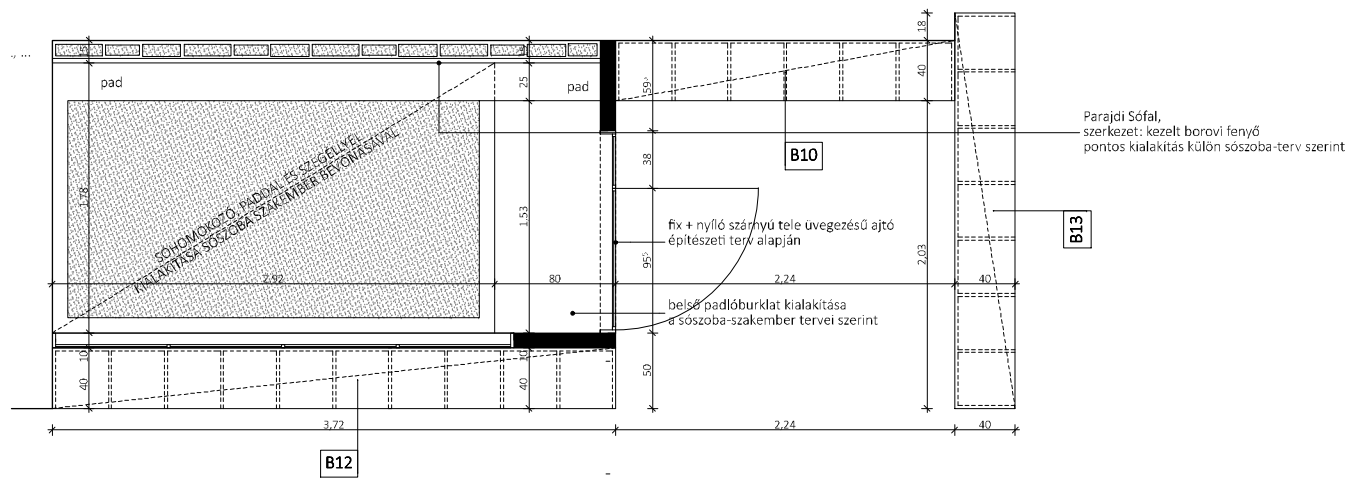 ., ...
18
15
pad
25
pad
59⁵
40
B10
Parajdi Sófal,
szerkezet: kezelt borovi fenyő
pontos kialakítás külön sószoba-terv szerint
SÓHOMOKOZÓ, PADDAL ÉS SZEGÉLLYEL
KIALAKÍTÁSA SÓSZOBA SZAKEMBER BEVONÁSÁVAL
1,78
1,53
38
fix + nyíló szárnyú tele üvegezésű ajtó
építészeti terv alapján
95⁵
2,03
B13
2,92
80
2,24
40
belső padlóburklat kialakítása
a sószoba-szakember tervei szerint
10
10
40
40
50
3,72
2,24
40
B12